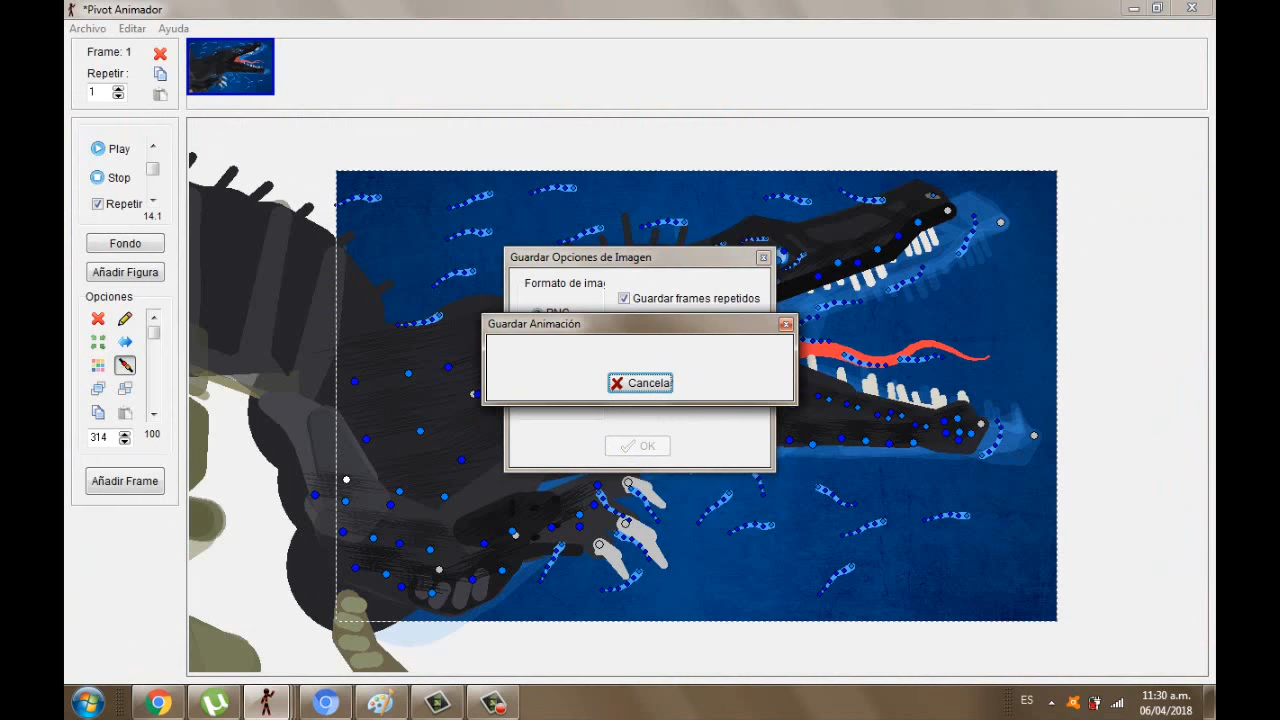 *Pivot Animador
Archivo Editar Ayuda
Frame: 1
Repetir :
1
Play
Stop
Repetir
14.1
Fondo
Añadir Figura
Opciones
314
100
Añadir Frame
Guardar Opciones de Imagen
Formato de imag
Guardar frames repetidos
Guardar Animación
Cancela
OK
ES
11:30 a.m.
06/04/2018